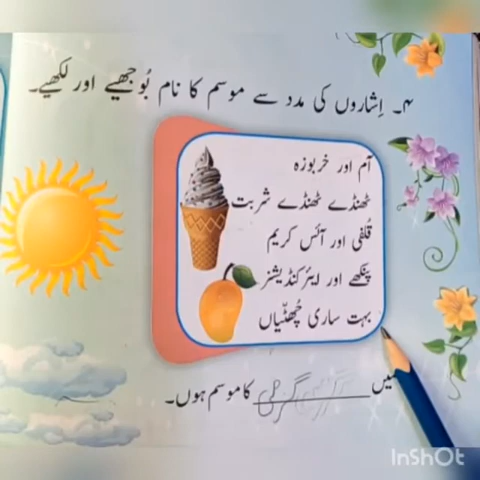 ۴۔ اِشاروں کی مدد سے موسم کا نام بُوجھیے اور لکھیے۔
آم اور خربوزہ
ٹھنڈے ٹھنڈے شربت
قُلفی اور آئس کریم
پنکھے اور ایئرکنڈیشنر
بہت ساری چُھٹّیاں
میں گرمی کا موسم ہوں۔
InShOt